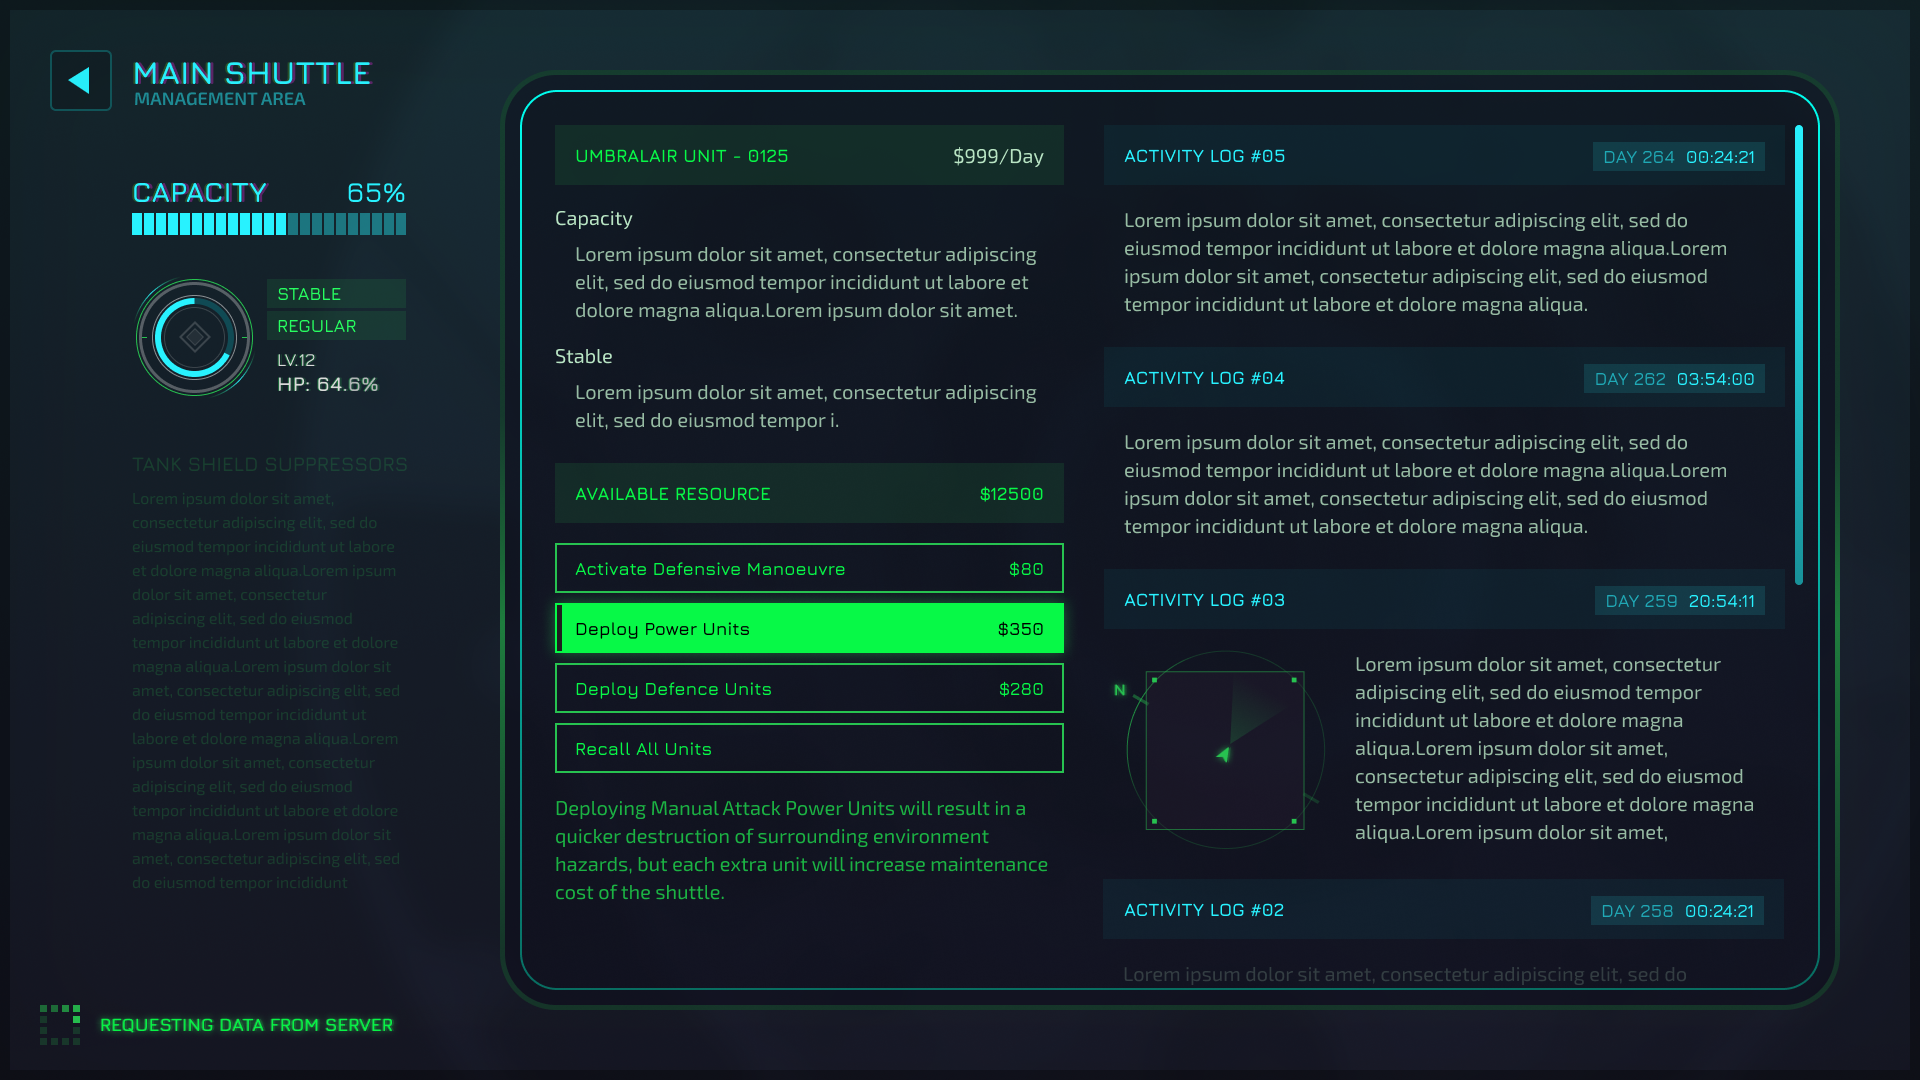 MAIN SHUTTLE
MANAGEMENT AREA
CAPACITY 65%
STABLE
REGULAR
LV.12
HP: 64.6%
TANK SHIELD SUPPRESSORS
Lorem ipsum dolor sit amet,
consectetur adipiscing elit, sed do
eiusmod tempor incididunt ut labore
et dolore magna aliqua.Lorem ipsum
dolor sit amet, consectetur
adipiscing elit, sed do eiusmod
tempor incididunt ut labore et dolore
magna aliqua.Lorem ipsum dolor sit
amet, consectetur adipiscing elit, sed
do eiusmod tempor incididunt ut
labore et dolore magna aliqua.Lorem
ipsum dolor sit amet, consectetur
adipiscing elit, sed do eiusmod
tempor incididunt ut labore et dolore
magna aliqua.Lorem ipsum dolor sit
amet, consectetur adipiscing elit, sed
do eiusmod tempor incididunt
REQUESTING DATA FROM SERVER
UMBRALAIR UNIT - 0125 $999/Day
Capacity
Lorem ipsum dolor sit amet, consectetur adipiscing
elit, sed do eiusmod tempor incididunt ut labore et
dolore magna aliqua.Lorem ipsum dolor sit amet.
Stable
Lorem ipsum dolor sit amet, consectetur adipiscing
elit, sed do eiusmod tempor i.
AVAILABLE RESOURCE $12500
Activate Defensive Manoeuvre $80
Deploy Power Units $350
Deploy Defence Units $280
Recall All Units
Deploying Manual Attack Power Units will result in a
quicker destruction of surrounding environment
hazards, but each extra unit will increase maintenance
cost of the shuttle.
ACTIVITY LOG #05 DAY 264 00:24:21
Lorem ipsum dolor sit amet, consectetur adipiscing elit, sed do
eiusmod tempor incididunt ut labore et dolore magna aliqua.Lorem
ipsum dolor sit amet, consectetur adipiscing elit, sed do eiusmod
tempor incididunt ut labore et dolore magna aliqua.
ACTIVITY LOG #04 DAY 262 03:54:00
Lorem ipsum dolor sit amet, consectetur adipiscing elit, sed do
eiusmod tempor incididunt ut labore et dolore magna aliqua.Lorem
ipsum dolor sit amet, consectetur adipiscing elit, sed do eiusmod
tempor incididunt ut labore et dolore magna aliqua.
ACTIVITY LOG #03 DAY 259 20:54:11
N
Lorem ipsum dolor sit amet, consectetur
adipiscing elit, sed do eiusmod tempor
incididunt ut labore et dolore magna
aliqua.Lorem ipsum dolor sit amet,
consectetur adipiscing elit, sed do eiusmod
tempor incididunt ut labore et dolore magna
aliqua.Lorem ipsum dolor sit amet,
ACTIVITY LOG #02 DAY 258 00:24:21
Lorem ipsum dolor sit amet, consectetur adipiscing elit, sed do